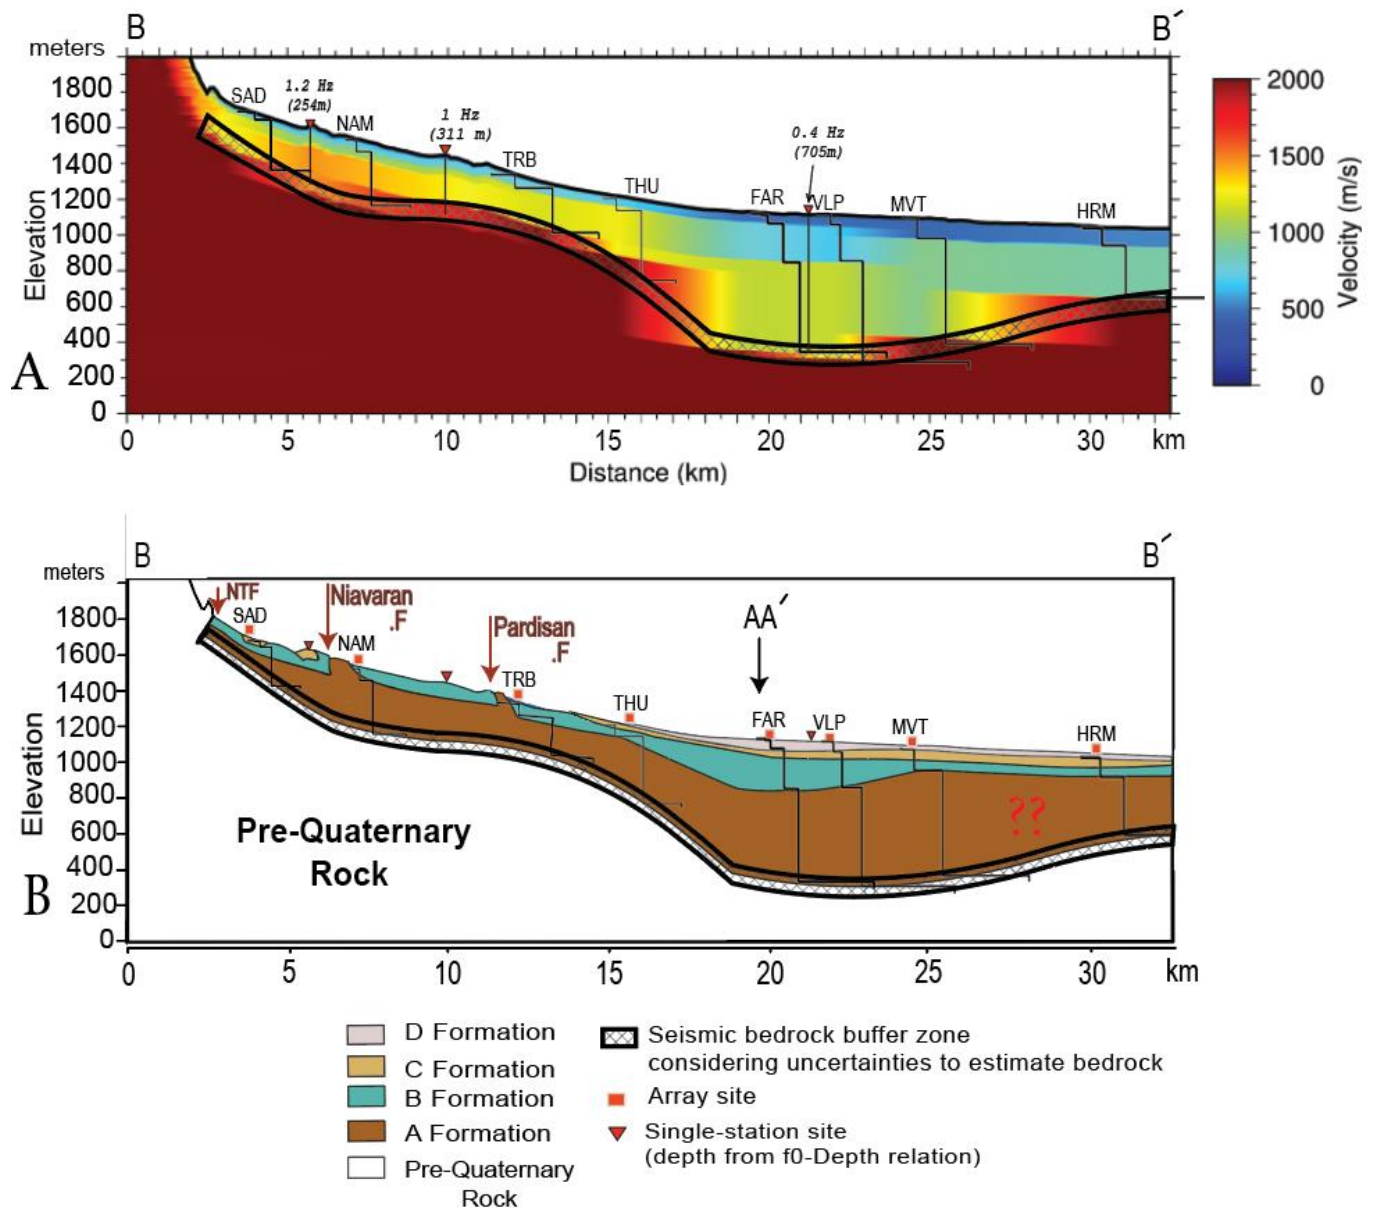 B
B´
meters
1800
1600
1400
1200
1000
800
600
400
200
0
Elevation
A
SAD
1.2 Hz
(254m)
NAM
1 Hz
(311 m)
TRB
THU
FAR
0.4 Hz
(705m)
VLP
MVT
HRM
0 5 10 15 20 25 30 km
Distance (km)
2000
1500
1000
500
0
Velocity (m/s)
B
B´
meters
1800
1600
1400
1200
1000
800
600
400
200
0
Elevation
B
NTF
SAD
Niavaran
.F
NAM
Pardisan
.F
TRB
THU
AA´
FAR
VLP
MVT
HRM
??
Pre-Quaternary
Rock
0 5 10 15 20 25 30 km
D Formation
C Formation
B Formation
A Formation
Pre-Quaternary
Rock
Seismic bedrock buffer zone
considering uncertainties to estimate bedrock
Array site
Single-station site
(depth from f0-Depth relation)